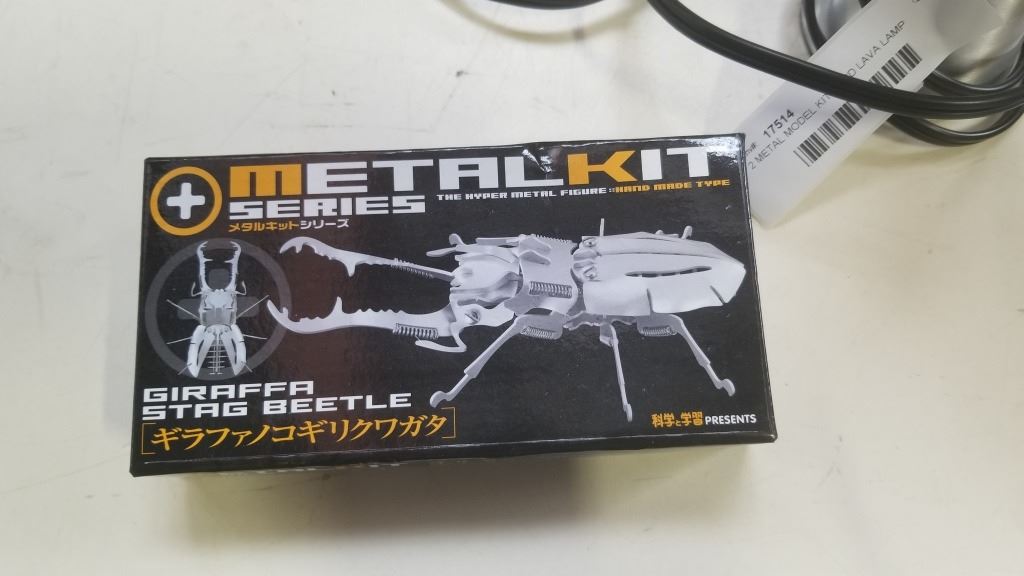 METALKIT
SERIES
THE HYPER METAL FIGURE :: HAND MADE TYPE
メタルキットシリーズ
GIRAFFA
STAG BEETLE
[ギラファノコギリクワガタ]
科学と学習 PRESENTS
17514
2 METAL MODEL KIT
LAVA LAMP